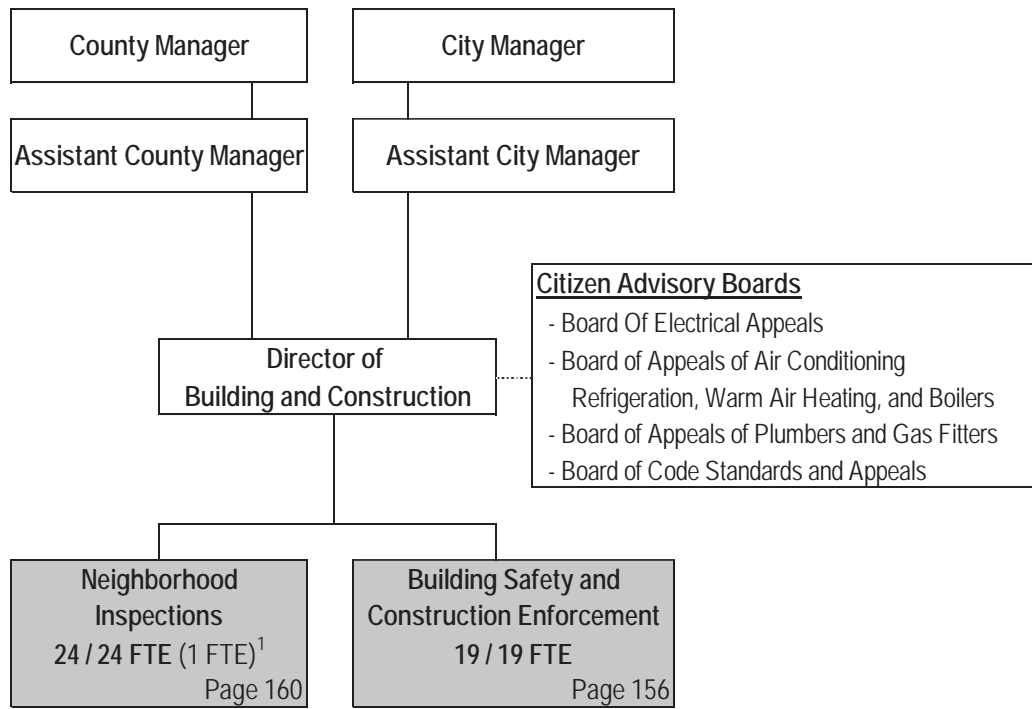 County Manager
City Manager
Assistant County Manager
Assistant City Manager
Citizen Advisory Boards
- Board Of Electrical Appeals
- Board of Appeals of Air Conditioning
Refrigeration, Warm Air Heating, and Boilers
- Board of Appeals of Plumbers and Gas Fitters
- Board of Code Standards and Appeals
Director of
Building and Construction
Neighborhood
Inspections
24 / 24 FTE (1 FTE)¹
Page 160
Building Safety and
Construction Enforcement
19 / 19 FTE
Page 156